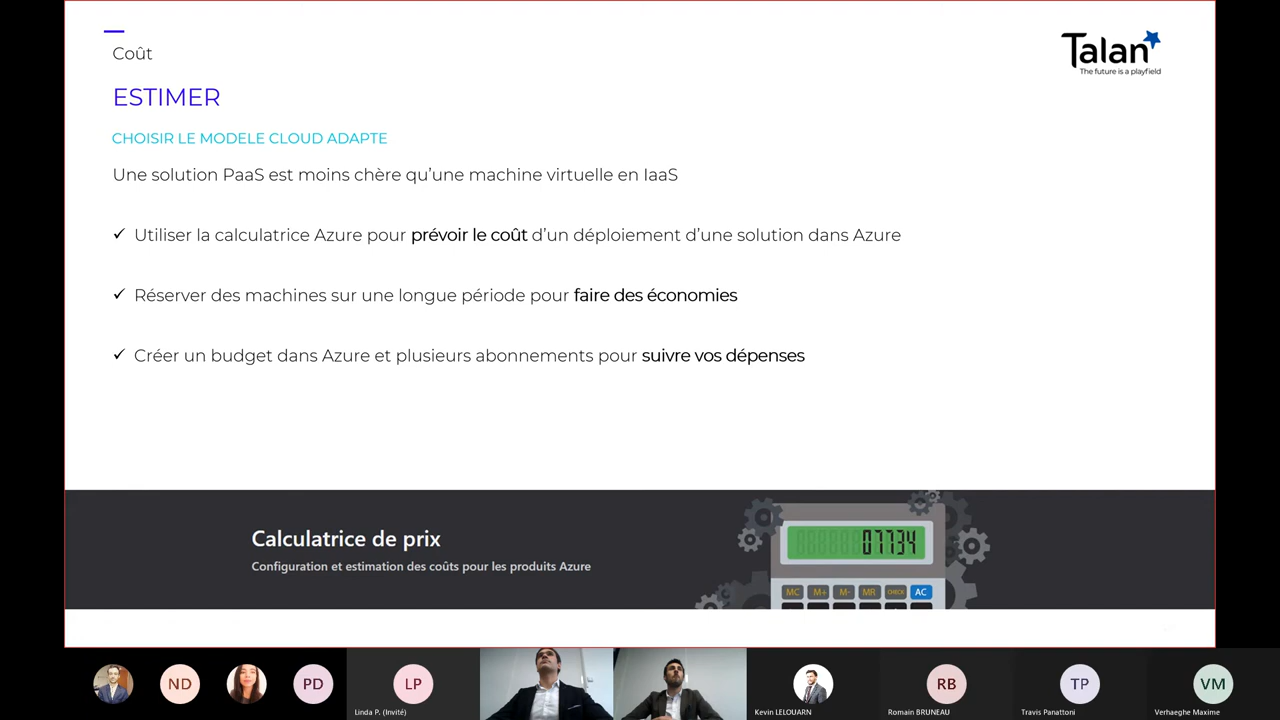 Coût
Talan
The future is a playfield
ESTIMER
CHOISIR LE MODELE CLOUD ADAPTE
Une solution PaaS est moins chère qu'une machine virtuelle en IaaS
✓ Utiliser la calculatrice Azure pour prévoir le coût d'un déploiement d'une solution dans Azure
✓ Réserver des machines sur une longue période pour faire des économies
✓ Créer un budget dans Azure et plusieurs abonnements pour suivre vos dépenses
Calculatrice de prix
Configuration et estimation des coûts pour les produits Azure
07734
MC M+ M- MR CHECK AC
ND PD LP RB TP VM
Linda P. (Invité) Kevin LELOUARN Romain BRUNEAU Travis Panattoni Verhaeghe Maxime